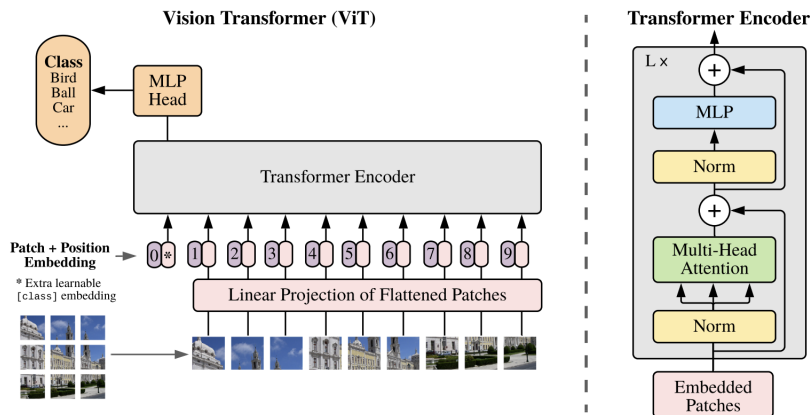 Vision Transformer (ViT)
Class
Bird
Ball
Car
...
MLP
Head
Transformer Encoder
Patch + Position
Embedding
0 * 1 2 3 4 5 6 7 8 9
* Extra learnable
[class] embedding
Linear Projection of Flattened Patches
Transformer Encoder
L ×
+
MLP
Norm
+
Multi-Head
Attention
Norm
Embedded
Patches